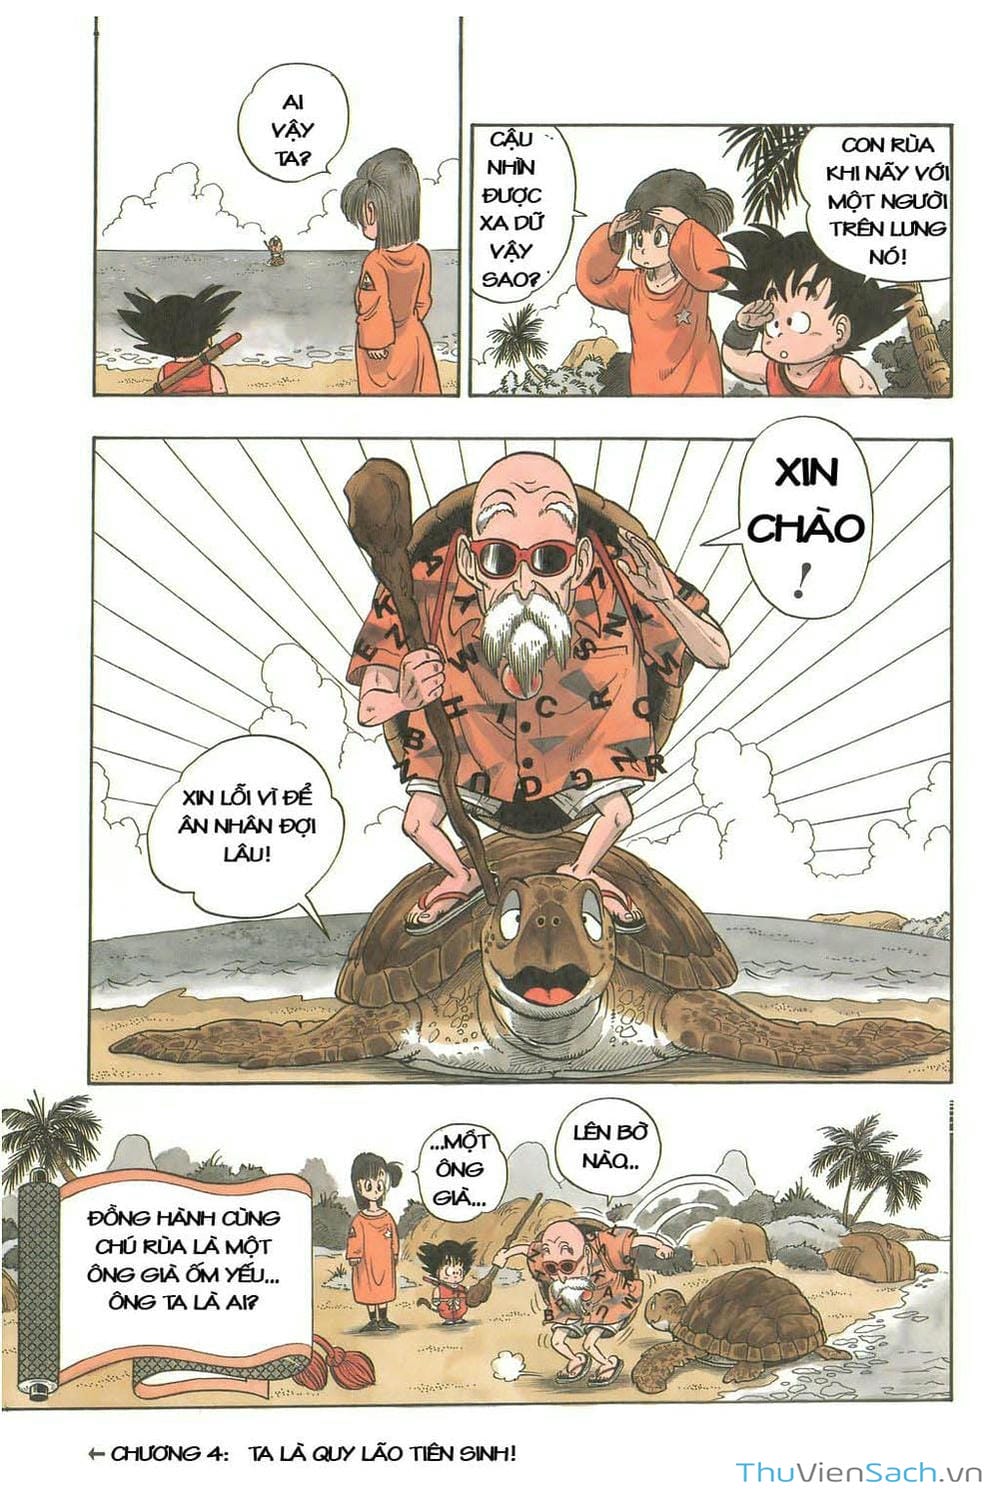 AI
VẬY
TA?
CẬU
NHÌN
ĐƯỢC
XA DỮ
VẬY
SAO?
CON RÙA
KHI NÃY VỚI
MỘT NGƯỜI
TRÊN LƯNG
NÓ!
XIN
CHÀO
!
XIN LỖI VÌ ĐỂ
ÂN NHÂN ĐỢI
LÂU!
...MỘT
ÔNG
GIÀ...
LÊN BỜ
NÀO...
ĐỒNG HÀNH CÙNG
CHÚ RÙA LÀ MỘT
ÔNG GIÀ ỐM YẾU...
ÔNG TA LÀ AI?
← CHƯƠNG 4: TA LÀ QUY LÃO TIÊN SINH!
ThuVienSach.vn